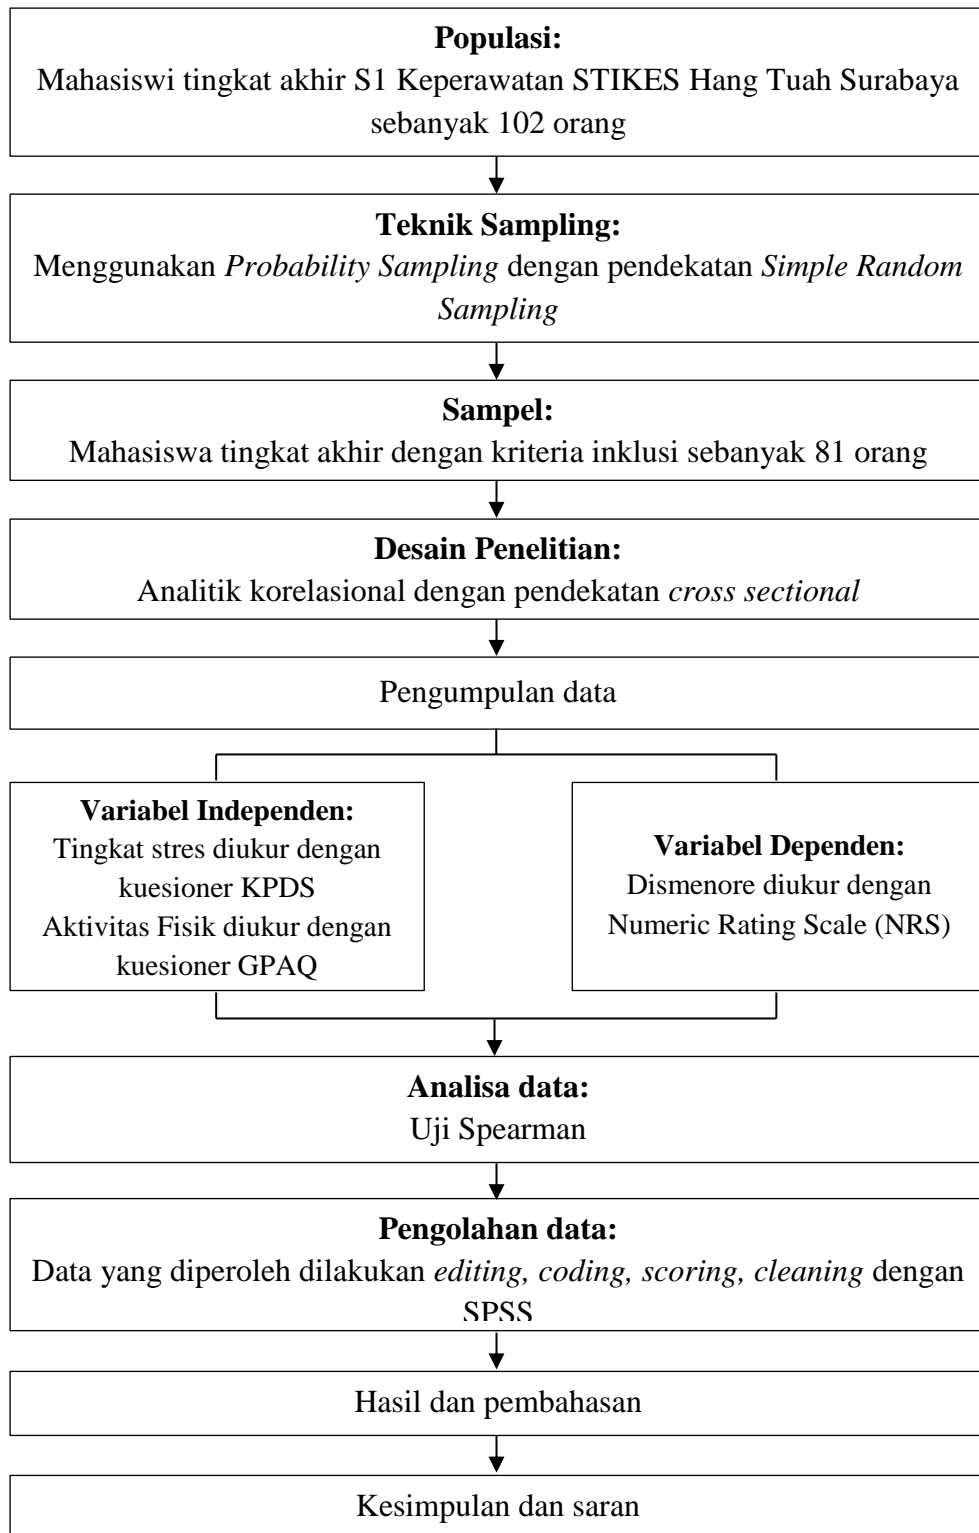 Populasi:
Mahasiswi tingkat akhir S1 Keperawatan STIKES Hang Tuah Surabaya
sebanyak 102 orang
Teknik Sampling:
Menggunakan Probability Sampling dengan pendekatan Simple Random
Sampling
Sampel:
Mahasiswa tingkat akhir dengan kriteria inklusi sebanyak 81 orang
Desain Penelitian:
Analitik korelasional dengan pendekatan cross sectional
Pengumpulan data
Variabel Independen:
Tingkat stres diukur dengan
kuesioner KPDS
Aktivitas Fisik diukur dengan
kuesioner GPAQ
Variabel Dependen:
Dismenore diukur dengan
Numeric Rating Scale (NRS)
Analisa data:
Uji Spearman
Pengolahan data:
Data yang diperoleh dilakukan editing, coding, scoring, cleaning dengan
SPSS
Hasil dan pembahasan
Kesimpulan dan saran